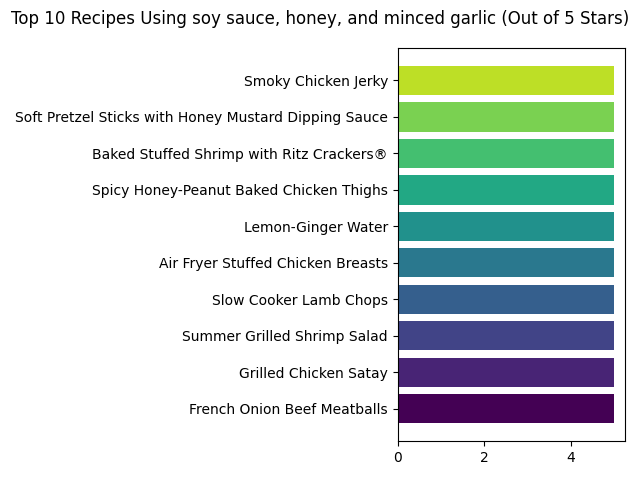 Top 10 Recipes Using soy sauce, honey, and minced garlic (Out of 5 Stars)
Smoky Chicken Jerky
Soft Pretzel Sticks with Honey Mustard Dipping Sauce
Baked Stuffed Shrimp with Ritz Crackers®
Spicy Honey-Peanut Baked Chicken Thighs
Lemon-Ginger Water
Air Fryer Stuffed Chicken Breasts
Slow Cooker Lamb Chops
Summer Grilled Shrimp Salad
Grilled Chicken Satay
French Onion Beef Meatballs
0 2 4